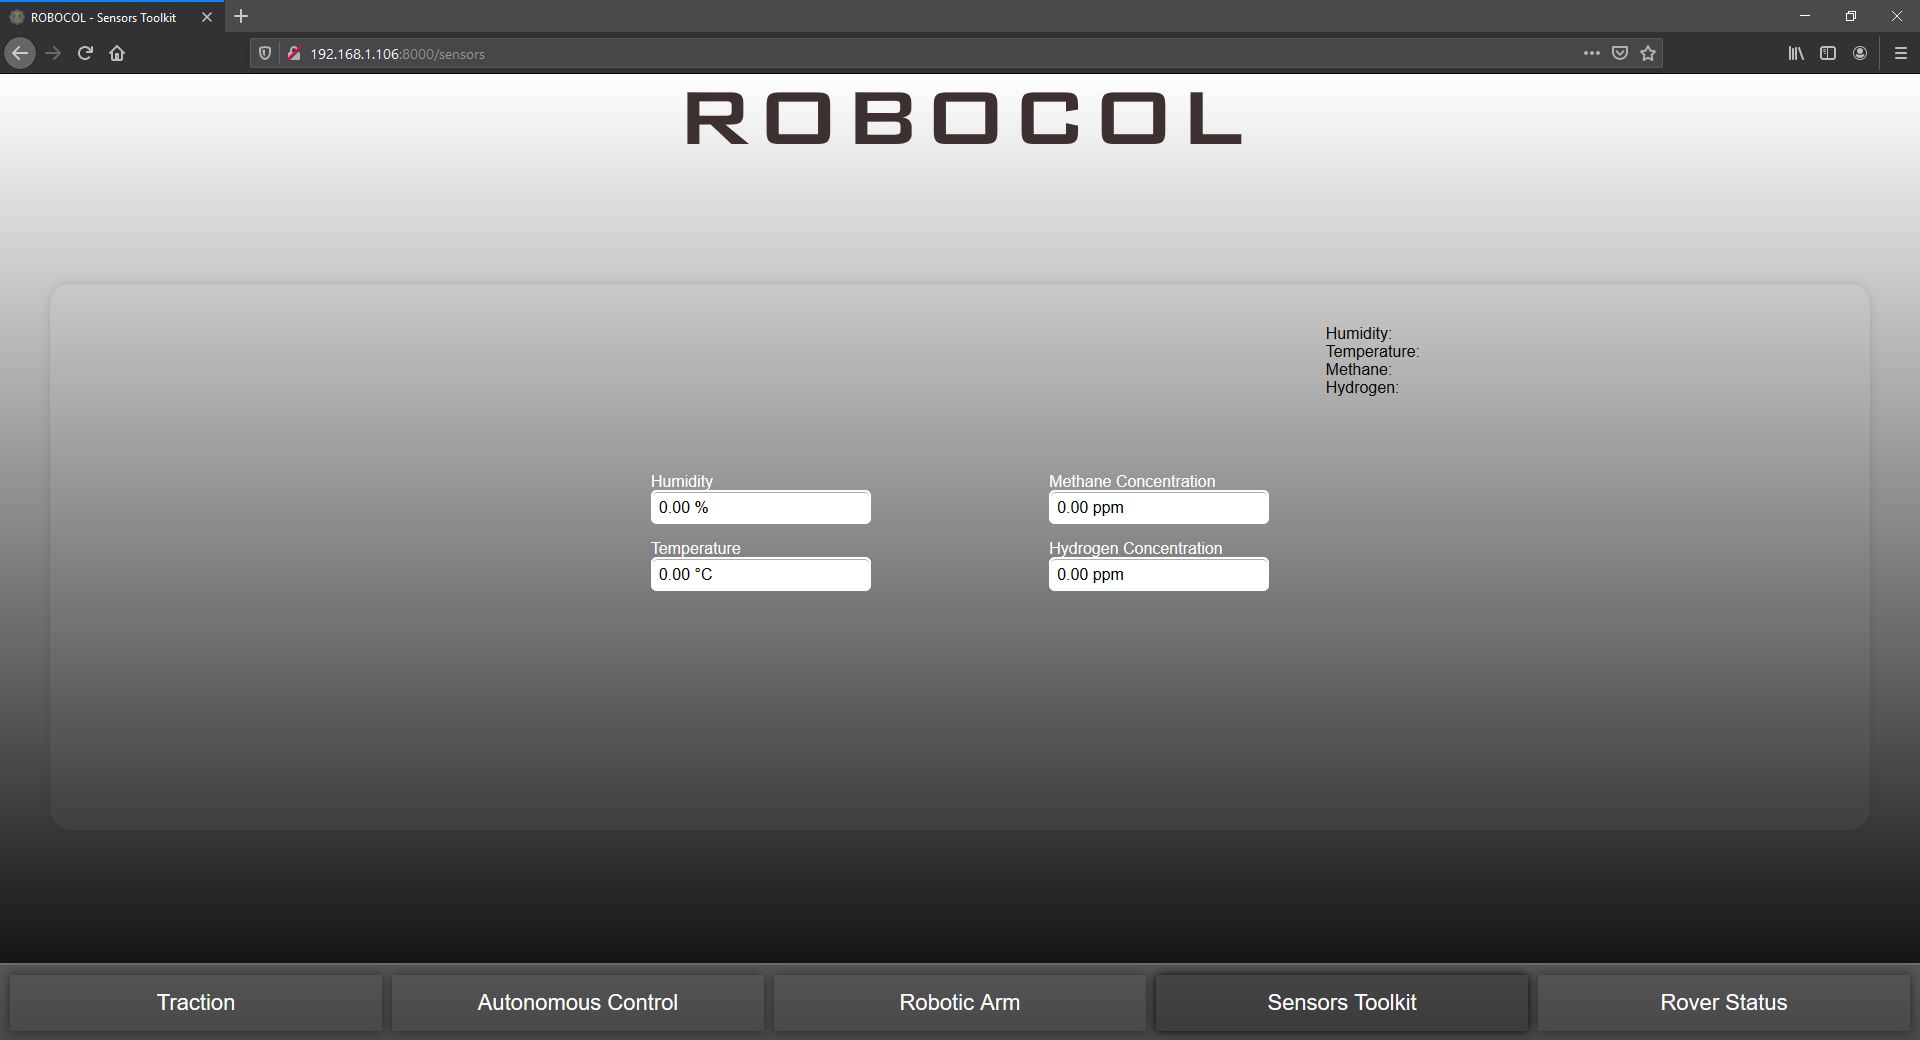 ROBOCOL - Sensors Toolkit
192.168.1.106:8000/sensors
ROBOCOL
Humidity:
Temperature:
Methane:
Hydrogen:
Humidity
0.00 %
Methane Concentration
0.00 ppm
Temperature
0.00 °C
Hydrogen Concentration
0.00 ppm
Traction
Autonomous Control
Robotic Arm
Sensors Toolkit
Rover Status